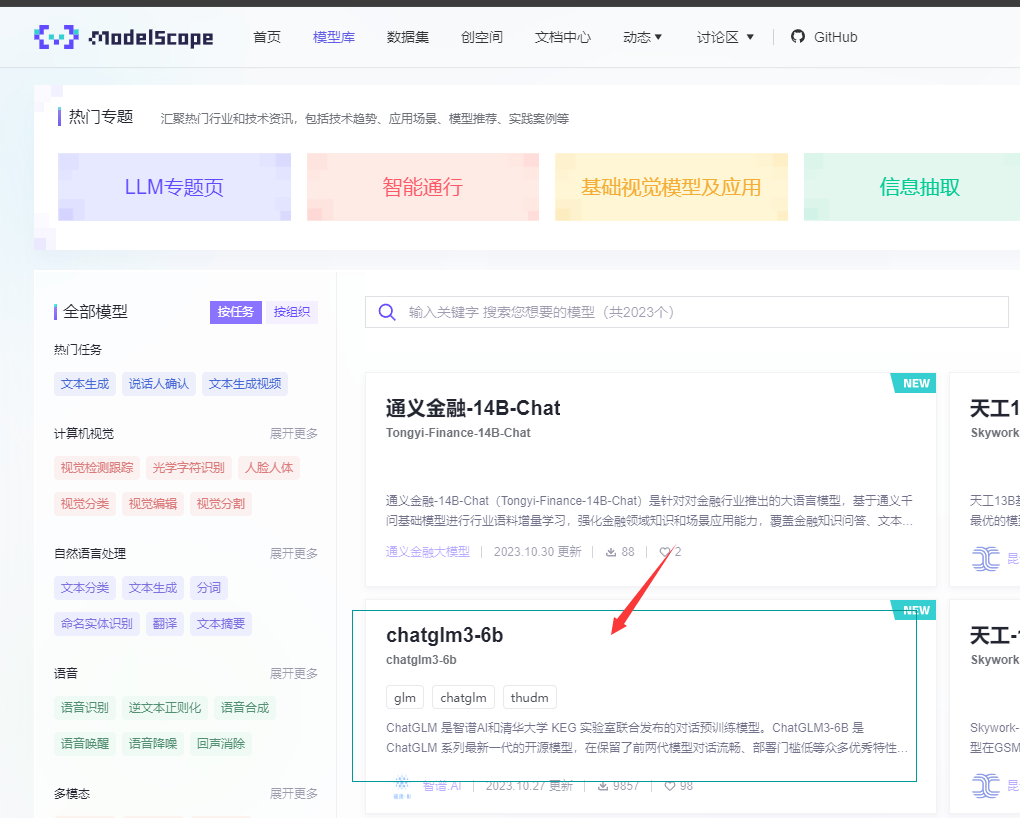 ModelScope
首页 模型库 数据集 创空间 文档中心 动态▼ 讨论区 ▼ GitHub
热门专题 汇聚热门行业和技术资讯，包括技术趋势、应用场景、模型推荐、实践案例等
LLM专题页 智能通行 基础视觉模型及应用 信息抽取
全部模型 按任务 按组织
热门任务
文本生成 说话人确认 文本生成视频
计算机视觉 展开更多
视觉检测跟踪 光学字符识别 人脸人体
视觉分类 视觉编辑 视觉分割
自然语言处理 展开更多
文本分类 文本生成 分词
命名实体识别 翻译 文本摘要
语音 展开更多
语音识别 逆文本正则化 语音合成
语音唤醒 语音降噪 回声消除
多模态 展开更多
输入关键字 搜索您想要的模型（共2023个）
NEW
通义金融-14B-Chat
Tongyi-Finance-14B-Chat
通义金融-14B-Chat（Tongyi-Finance-14B-Chat）是针对对金融行业推出的大语言模型，基于通义千
问基础模型进行行业语料增量学习，强化金融领域知识和场景应用能力，覆盖金融知识问答、文本…
通义金融大模型 2023.10.30 更新 88 2
NEW
chatglm3-6b
chatglm3-6b
glm chatglm thudm
ChatGLM 是智谱AI和清华大学 KEG 实验室联合发布的对话预训练模型。ChatGLM3-6B 是
ChatGLM 系列最新一代的开源模型，在保留了前两代模型对话流畅、部署门槛低等众多优秀特性…
智谱.AI 2023.10.27 更新 9857 98
天工1
Skywork
天工13B
最优的模
昆
天工-
Skywork
Skywork-
型在GSM
昆